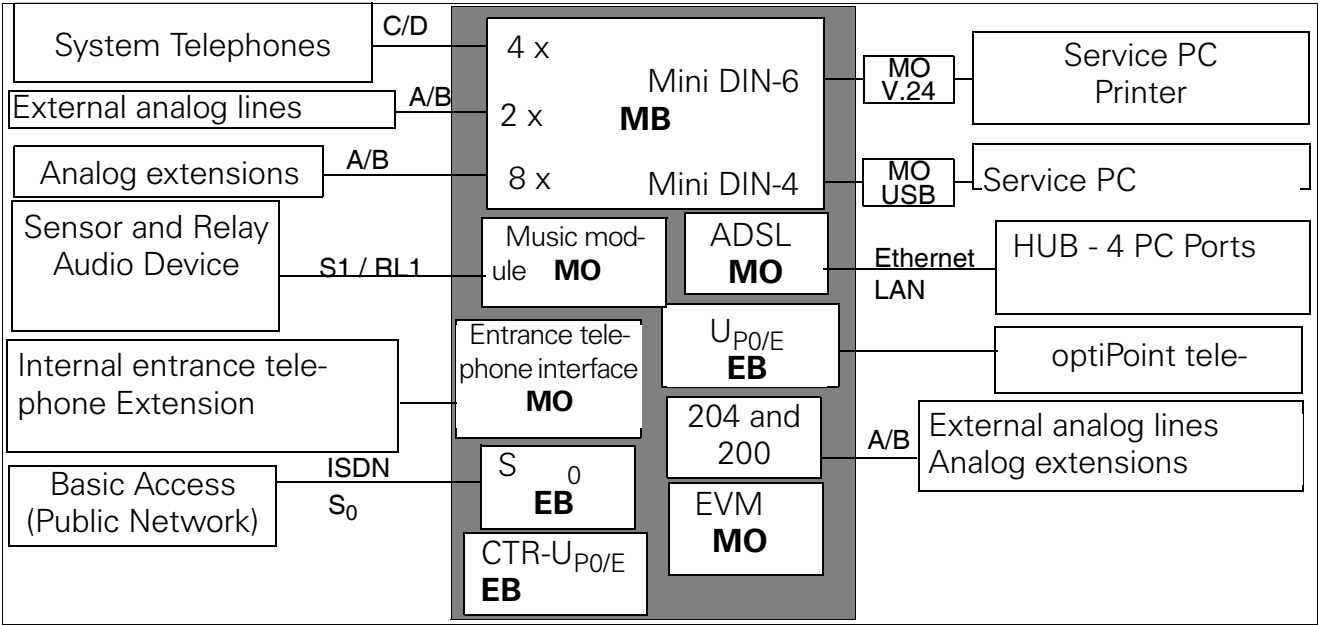 System Telephones
C/D
External analog lines
A/B
Analog extensions
A/B
Sensor and Relay
Audio Device
S1 / RL1
Internal entrance tele-
phone Extension
Basic Access
(Public Network)
ISDN
S0
4 x
Mini DIN-6
2 x
MB
8 x
Mini DIN-4
Music mod-
ule MO
ADSL
MO
Entrance tele-
phone interface
MO
UP0/E
EB
204 and
200
S 0
EB
EVM
MO
CTR-UP0/E
EB
MO
V.24
Service PC
Printer
MO
USB
Service PC
Ethernet
LAN
HUB - 4 PC Ports
optiPoint tele-
A/B
External analog lines
Analog extensions